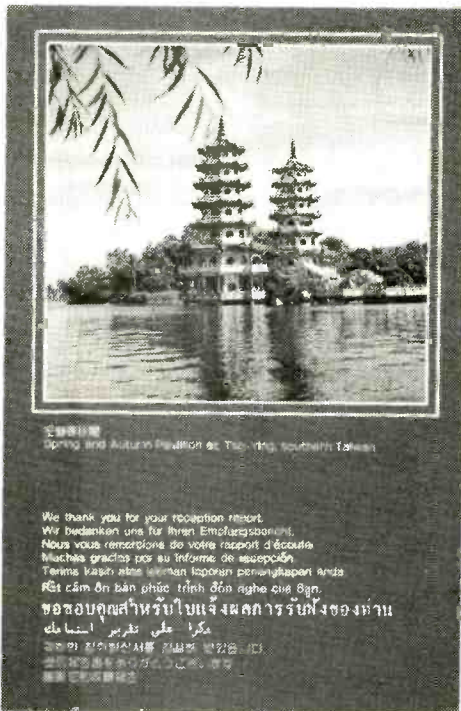 Spring and Autumn Pavilion at Tso-Ying, southern Taiwan
We thank you for your reception report.
Wir bedanken uns für Ihren Empfangsbericht.
Nous vous remercions de votre rapport d'écoute
Muchas gracias por su informe de recepción
Terima kasih atas laporan penangkapan anda
Rất cảm ơn bản phúc trình đón nghe của Bạn.
ขอขอบคุณสำหรับใบแจ้งผลการรับฟังของท่าน
شكرا على تقرير استماعك